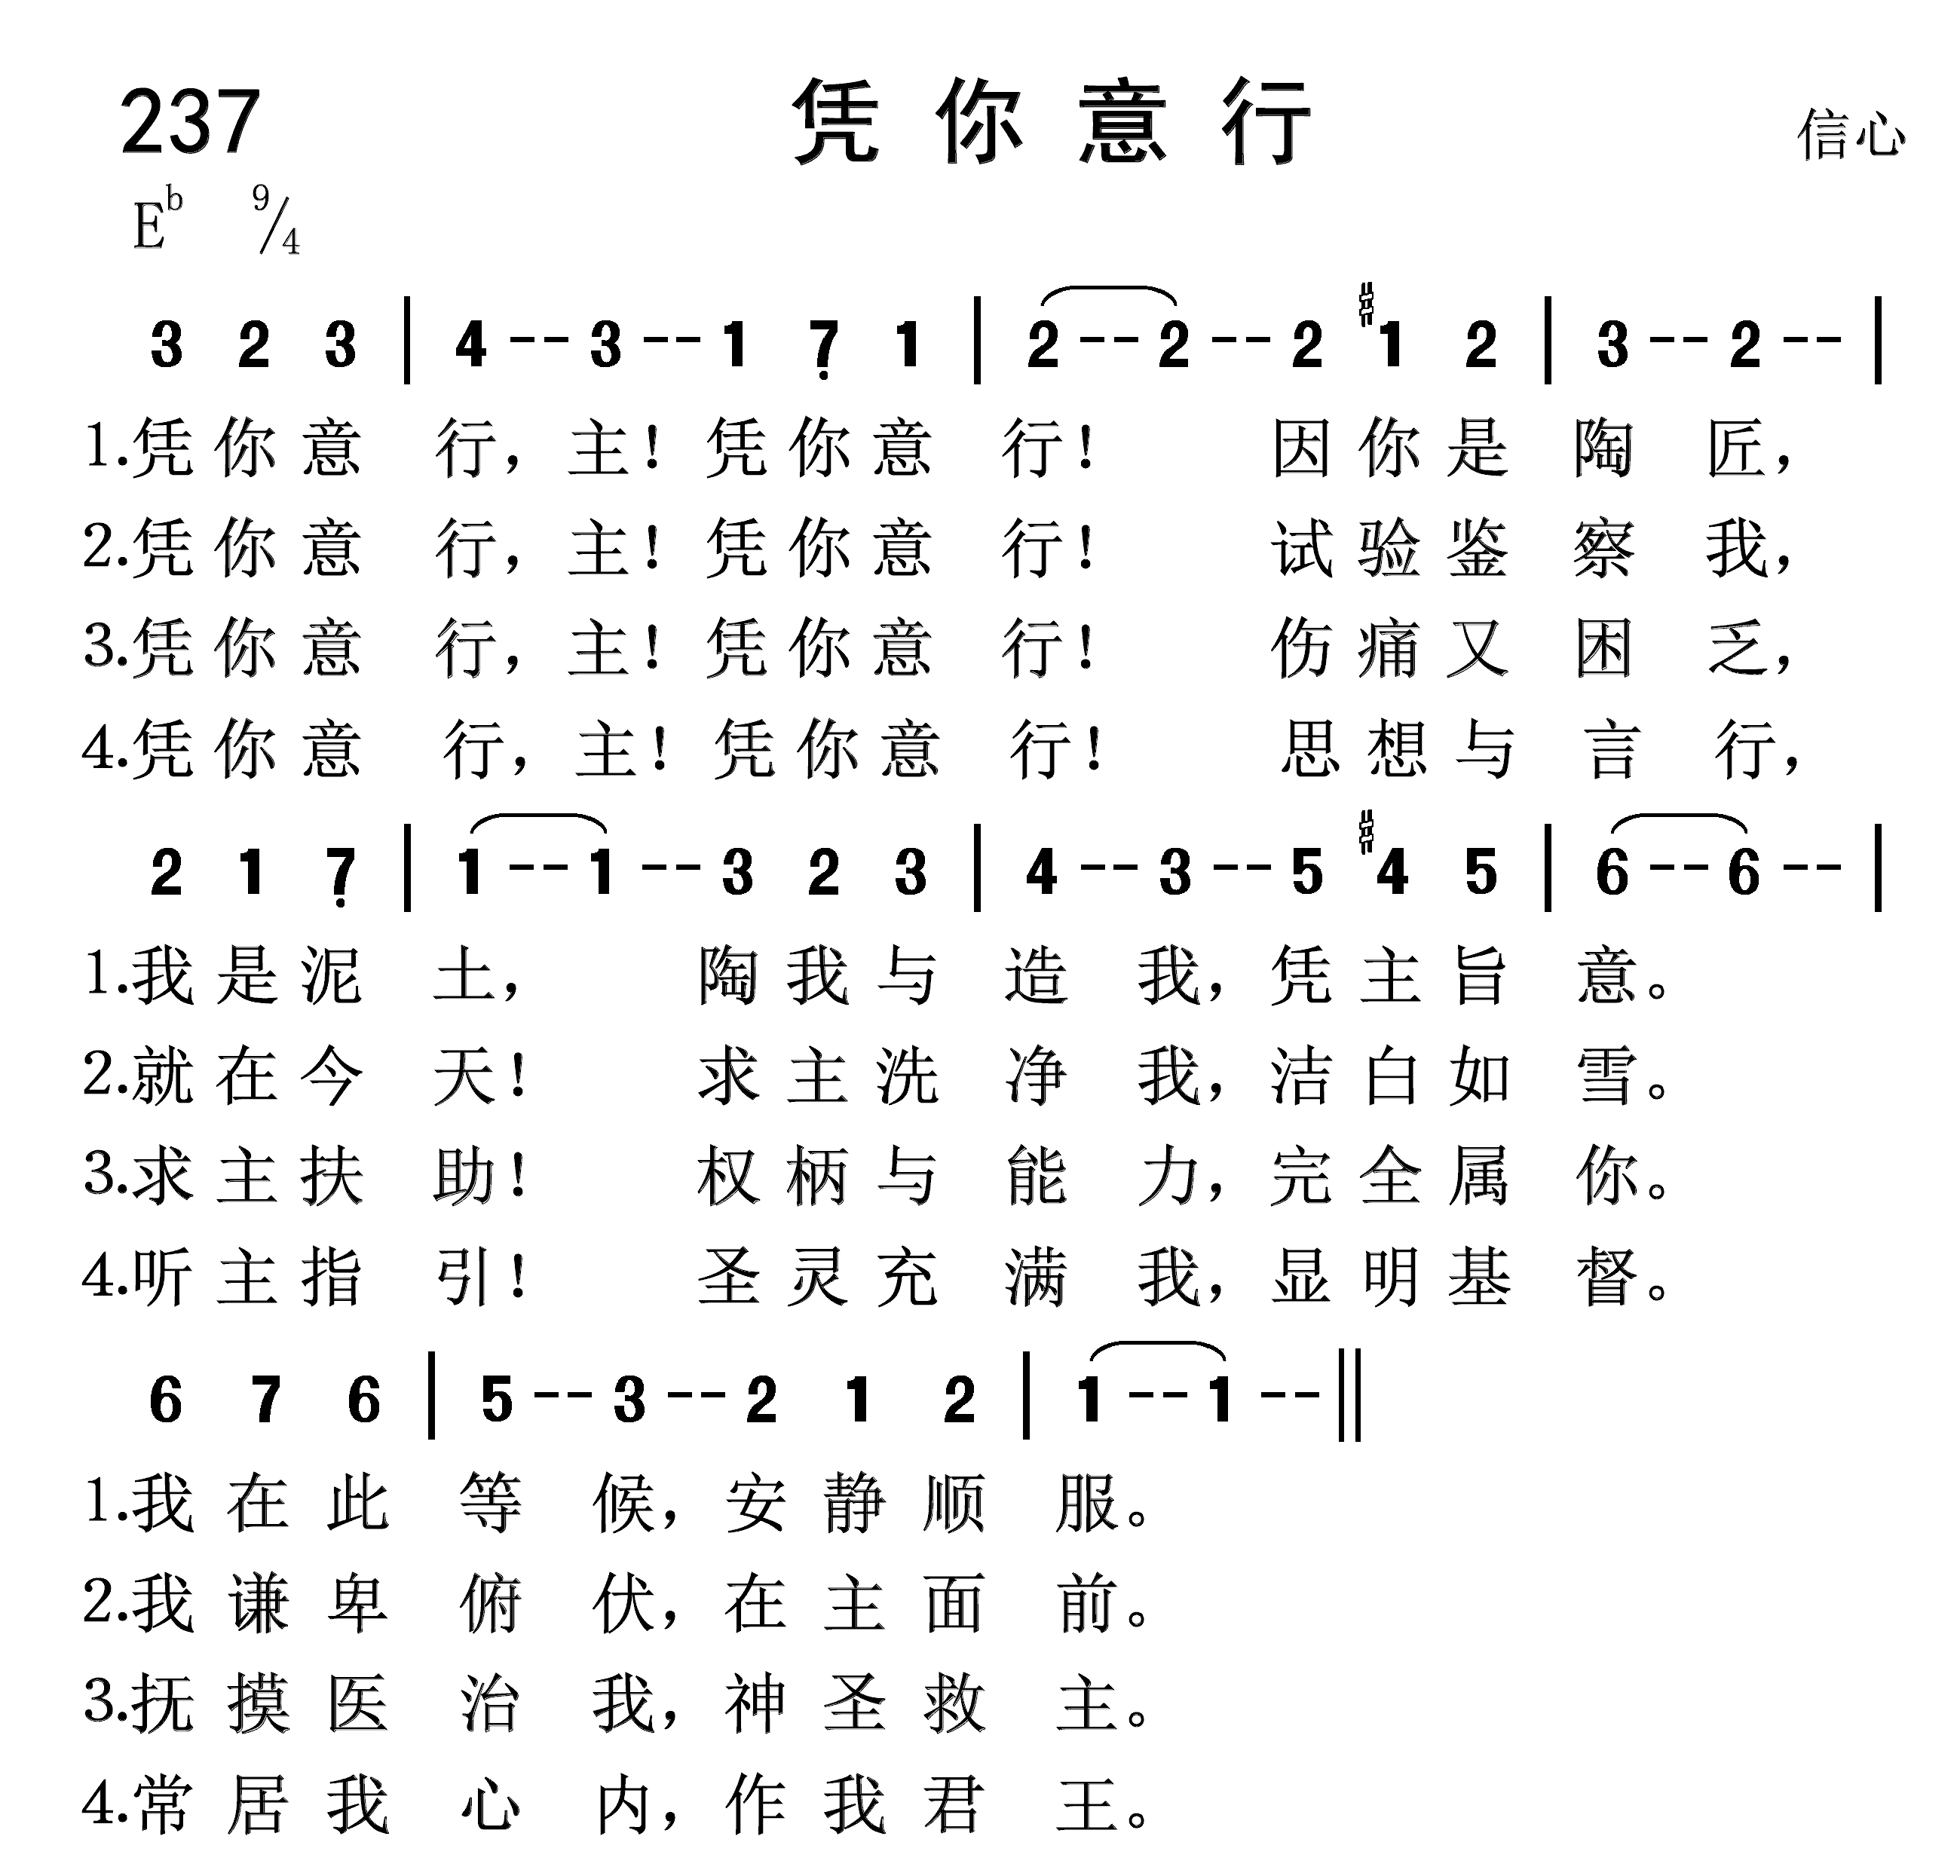 237 凭你意行 信心
E♭ 9/4
3 2 3 | 4 -- 3 -- 1 7̣ 1 | 2 -- 2 -- 2 ♯1 2 | 3 -- 2 -- |
1.凭你意行，主！凭你意行！ 因你是陶匠，
2.凭你意行，主！凭你意行！ 试验鉴察我，
3.凭你意行，主！凭你意行！ 伤痛又困乏，
4.凭你意行，主！凭你意行！ 思想与言行，
2 1 7̣ | 1 -- 1 -- 3 2 3 | 4 -- 3 -- 5 ♯4 5 | 6 -- 6 -- |
1.我是泥土， 陶我与造我，凭主旨意。
2.就在今天！ 求主洗净我，洁白如雪。
3.求主扶助！ 权柄与能力，完全属你。
4.听主指引！ 圣灵充满我，显明基督。
6 7 6 | 5 -- 3 -- 2 1 2 | 1 -- 1 -- ||
1.我在此等候，安静顺服。
2.我谦卑俯伏，在主面前。
3.抚摸医治我，神圣救主。
4.常居我心内，作我君王。